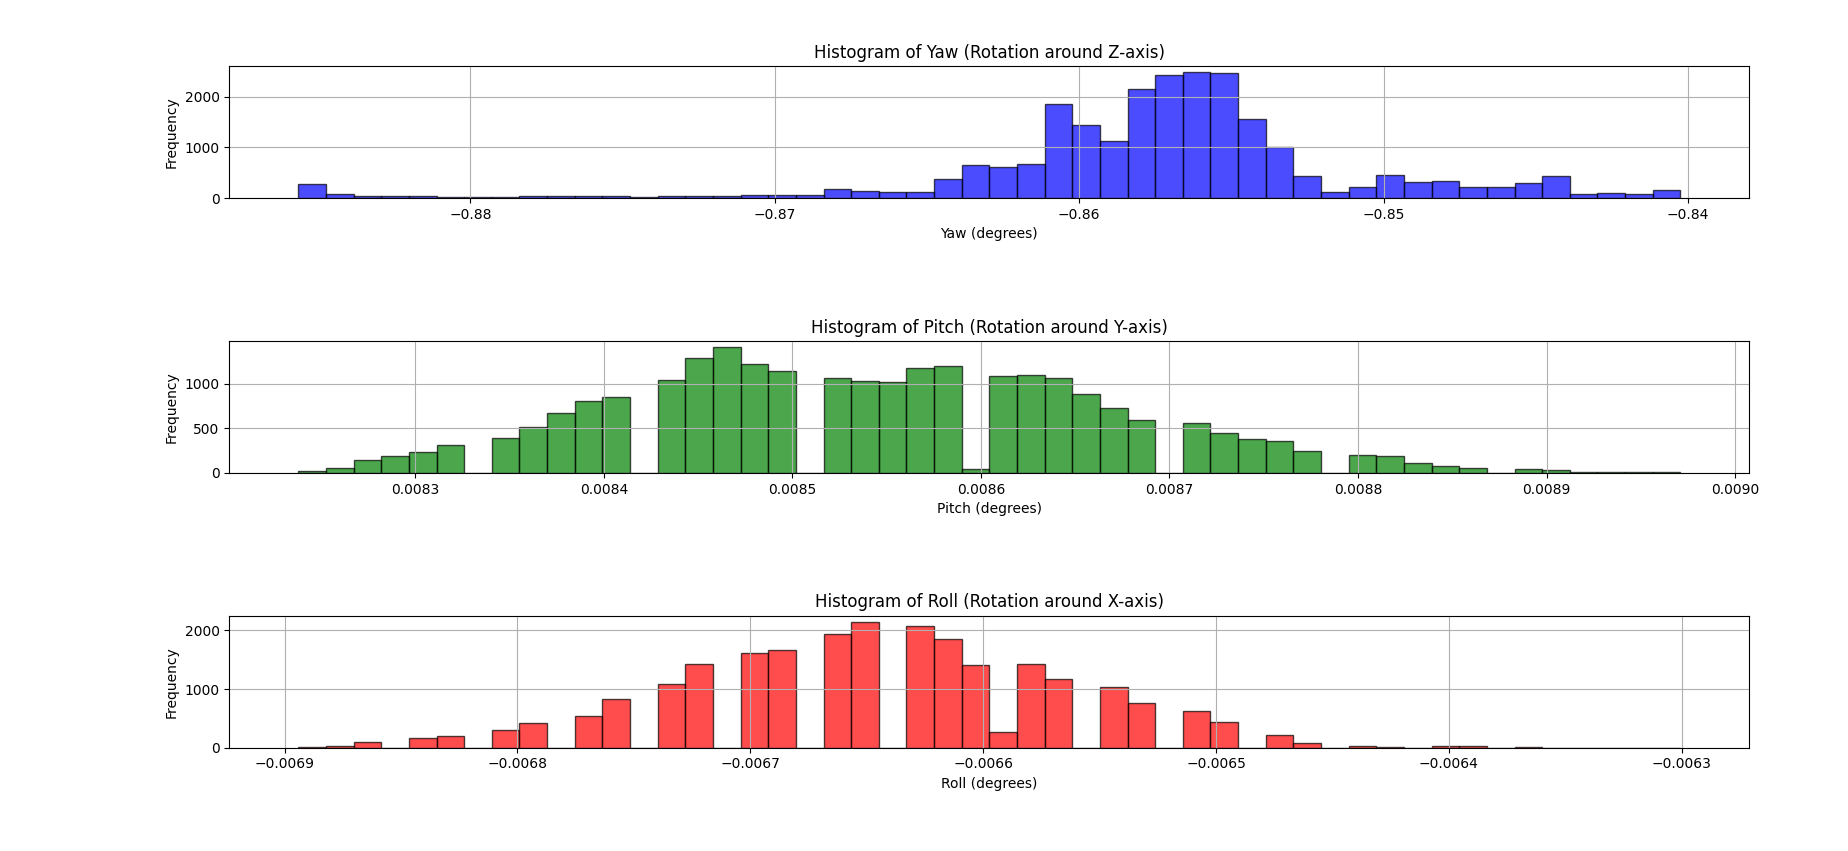 Histogram of Yaw (Rotation around Z-axis)
Frequency
2000
1000
0
−0.88 −0.87 −0.86 −0.85 −0.84
Yaw (degrees)
Histogram of Pitch (Rotation around Y-axis)
Frequency
1000
500
0
0.0083 0.0084 0.0085 0.0086 0.0087 0.0088 0.0089 0.0090
Pitch (degrees)
Histogram of Roll (Rotation around X-axis)
Frequency
2000
1000
0
−0.0069 −0.0068 −0.0067 −0.0066 −0.0065 −0.0064 −0.0063
Roll (degrees)